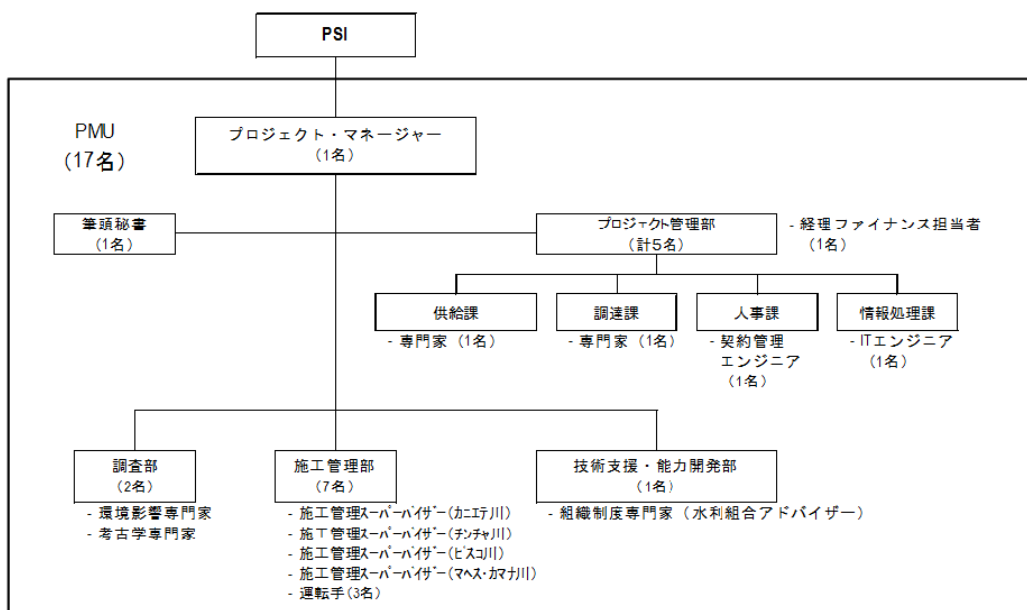 PSI
PMU
(17名)
プロジェクト・マネージャー
(1名)
筆頭秘書
(1名)
プロジェクト管理部
(計5名)
- 経理ファイナンス担当者
(1名)
供給課
調達課
人事課
情報処理課
- 専門家 (1名)
- 専門家 (1名)
- 契約管理
エンジニア
(1名)
- ITエンジニア
(1名)
調査部
(2名)
施工管理部
(7名)
技術支援・能力開発部
(1名)
- 環境影響専門家
- 考古学専門家
- 施工管理スーパーバイザー(カニエテ川)
- 施工管理スーパーバイザー(チンチャ川)
- 施工管理スーパーバイザー(ピスコ川)
- 施工管理スーパーバイザー(マヘス・カマナ川)
- 運転手(3名)
- 組織制度専門家 (水利組合アドバイザー)